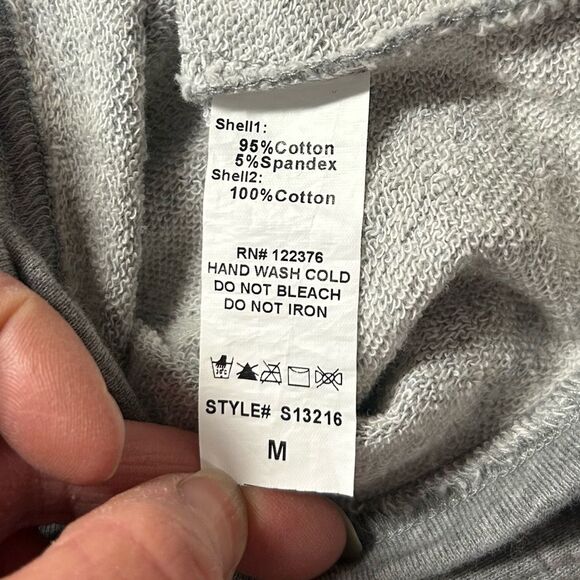 Shell1:
95%Cotton
5%Spandex
Shell2:
100%Cotton
RN# 122376
HAND WASH COLD
DO NOT BLEACH
DO NOT IRON
STYLE# S13216
M